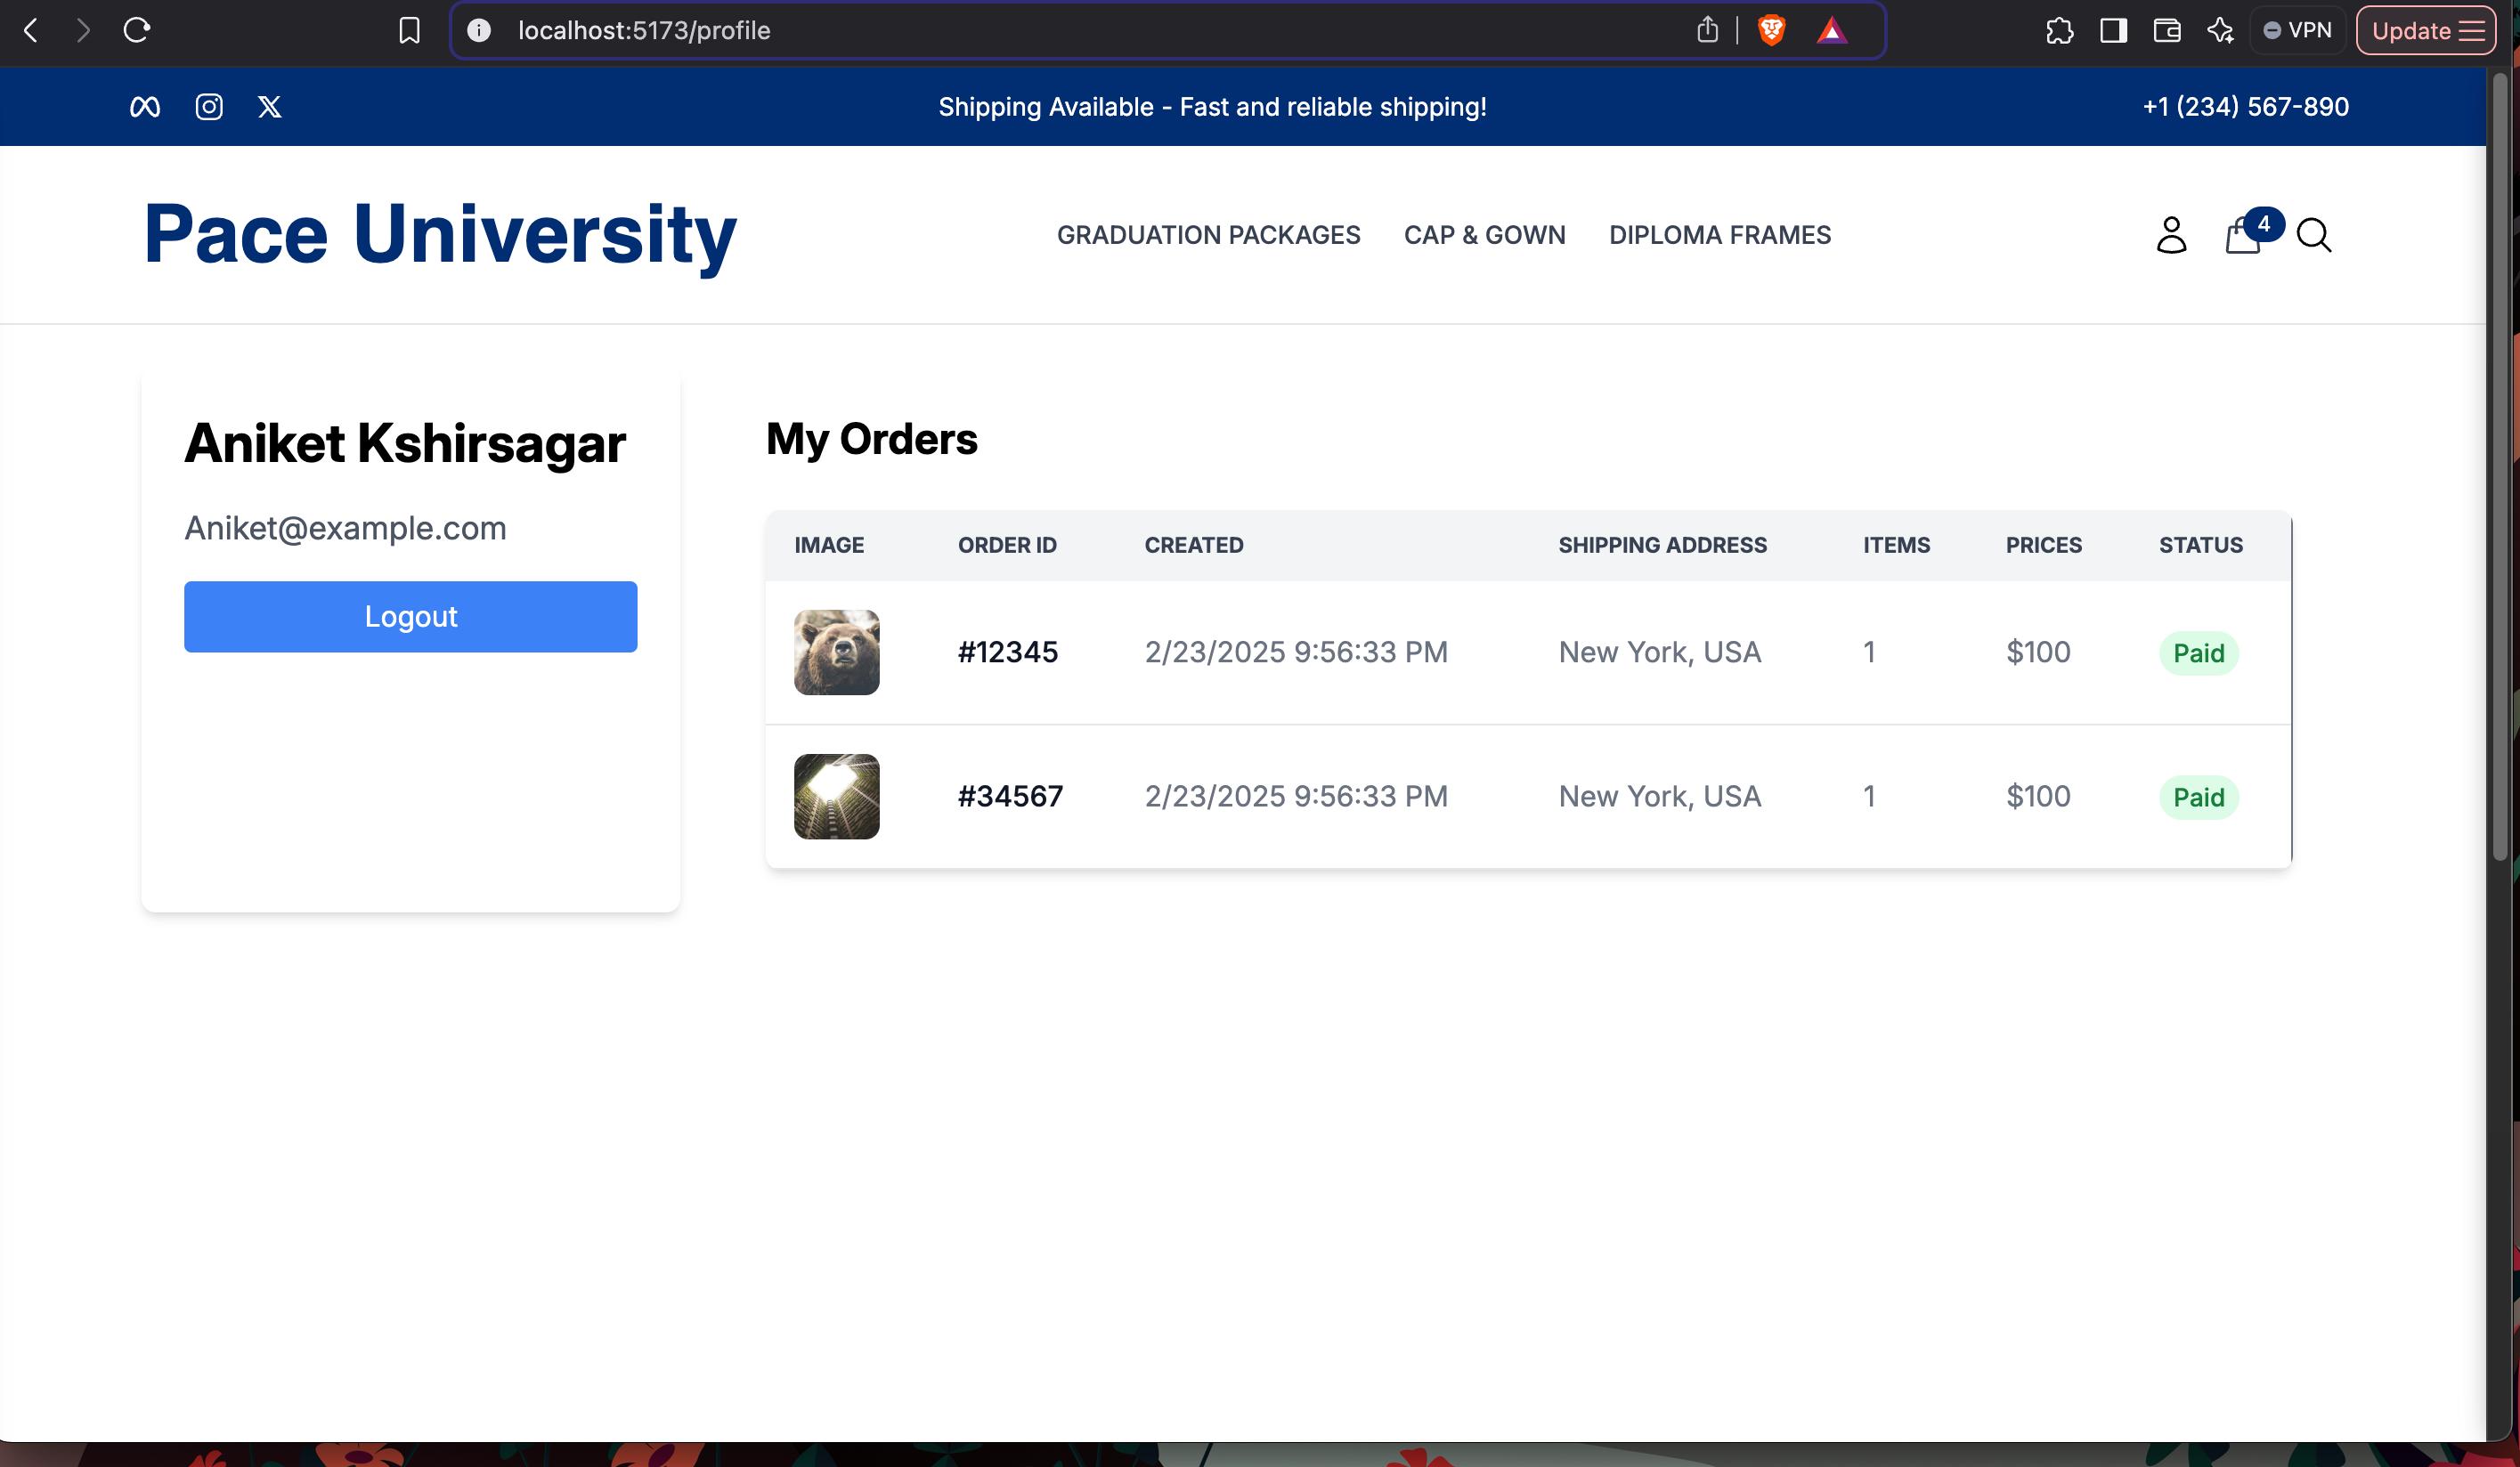 localhost:5173/profile
VPN
Update
Shipping Available - Fast and reliable shipping!
+1 (234) 567-890
Pace University
GRADUATION PACKAGES
CAP & GOWN
DIPLOMA FRAMES
4
Aniket Kshirsagar
Aniket@example.com
Logout
My Orders
IMAGE ORDER ID CREATED SHIPPING ADDRESS ITEMS PRICES STATUS
#12345 2/23/2025 9:56:33 PM New York, USA 1 $100 Paid
#34567 2/23/2025 9:56:33 PM New York, USA 1 $100 Paid